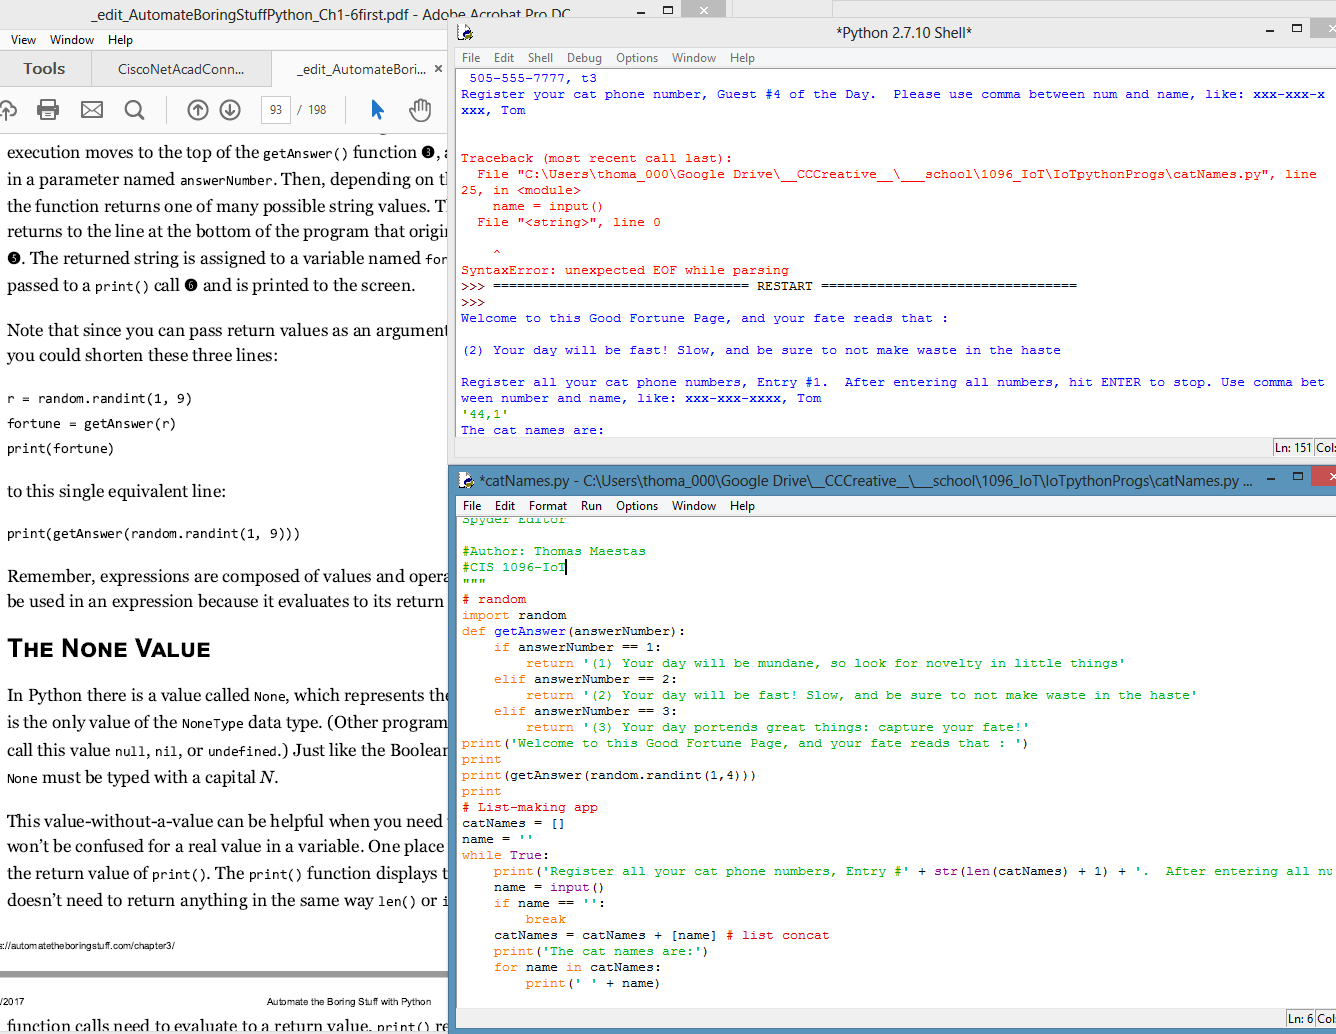 _edit_AutomateBoringStuffPython_Ch1-6first.pdf - Adobe Acrobat Pro DC
View Window Help
Tools CiscoNetAcadConn... _edit_AutomateBori... ×
93 / 198
execution moves to the top of the getAnswer() function ❸,
in a parameter named answerNumber. Then, depending on
the function returns one of many possible string values.
returns to the line at the bottom of the program that
❺. The returned string is assigned to a variable named
passed to a print() call ❻ and is printed to the screen.
Note that since you can pass return values as an argument
you could shorten these three lines:
r = random.randint(1, 9)
fortune = getAnswer(r)
print(fortune)
to this single equivalent line:
print(getAnswer(random.randint(1, 9)))
Remember, expressions are composed of values and
be used in an expression because it evaluates to its return
THE NONE VALUE
In Python there is a value called None, which represents the
is the only value of the NoneType data type. (Other
call this value null, nil, or undefined.) Just like the Boolean
None must be typed with a capital N.
This value-without-a-value can be helpful when you need
won't be confused for a real value in a variable. One place
the return value of print(). The print() function displays
doesn't need to return anything in the same way len() or
s://automatetheboringstuff.com/chapter3/
/2017 Automate the Boring Stuff with Python
function calls need to evaluate to a return value, print()
*Python 2.7.10 Shell*
File Edit Shell Debug Options Window Help
505-555-7777, t3
Register your cat phone number, Guest #4 of the Day.  Please use comma between num and name, like: xxx-xxx-x
xxx, Tom
Traceback (most recent call last):
  File "C:\Users\thoma_000\Google Drive\__CCCreative__\___school\1096_IoT\IoTpythonProgs\catNames.py", line
25, in <module>
    name = input()
  File "<string>", line 0
    ^
SyntaxError: unexpected EOF while parsing
>>> ================================ RESTART ================================
>>>
Welcome to this Good Fortune Page, and your fate reads that :
(2) Your day will be fast! Slow, and be sure to not make waste in the haste
Register all your cat phone numbers, Entry #1.  After entering all numbers, hit ENTER to stop. Use comma bet
ween number and name, like: xxx-xxx-xxxx, Tom
'44,1'
The cat names are:
Ln: 151 Col:
*catNames.py - C:\Users\thoma_000\Google Drive\__CCCreative__\___school\1096_IoT\IoTpythonProgs\catNames.py ...
File Edit Format Run Options Window Help
Spyder Editor
#Author: Thomas Maestas
#CIS 1096-IoT
"""
# random
import random
def getAnswer(answerNumber):
    if answerNumber == 1:
        return '(1) Your day will be mundane, so look for novelty in little things'
    elif answerNumber == 2:
        return '(2) Your day will be fast! Slow, and be sure to not make waste in the haste'
    elif answerNumber == 3:
        return '(3) Your day portends great things: capture your fate!'
print('Welcome to this Good Fortune Page, and your fate reads that : ')
print
print(getAnswer(random.randint(1,4)))
print
# List-making app
catNames = []
name = ''
while True:
    print('Register all your cat phone numbers, Entry #' + str(len(catNames) + 1) + '.  After entering all nu
    name = input()
    if name == '':
        break
    catNames = catNames + [name] # list concat
    print('The cat names are:')
    for name in catNames:
        print(' ' + name)
Ln: 6 Col